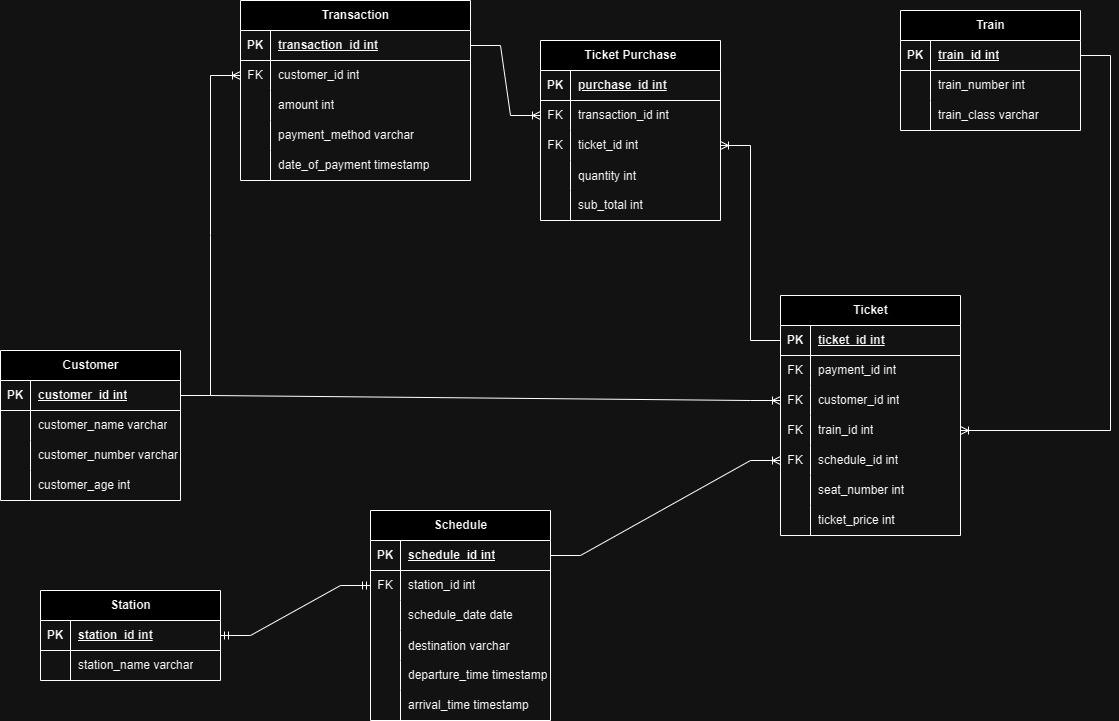 Transaction
PK transaction_id int
FK customer_id int
amount int
payment_method varchar
date_of_payment timestamp
Ticket Purchase
PK purchase_id int
FK transaction_id int
FK ticket_id int
quantity int
sub_total int
Train
PK train_id int
train_number int
train_class varchar
Ticket
PK ticket_id int
FK payment_id int
FK customer_id int
FK train_id int
FK schedule_id int
seat_number int
ticket_price int
Customer
PK customer_id int
customer_name varchar
customer_number varchar
customer_age int
Schedule
PK schedule_id int
FK station_id int
schedule_date date
destination varchar
departure_time timestamp
arrival_time timestamp
Station
PK station_id int
station_name varchar